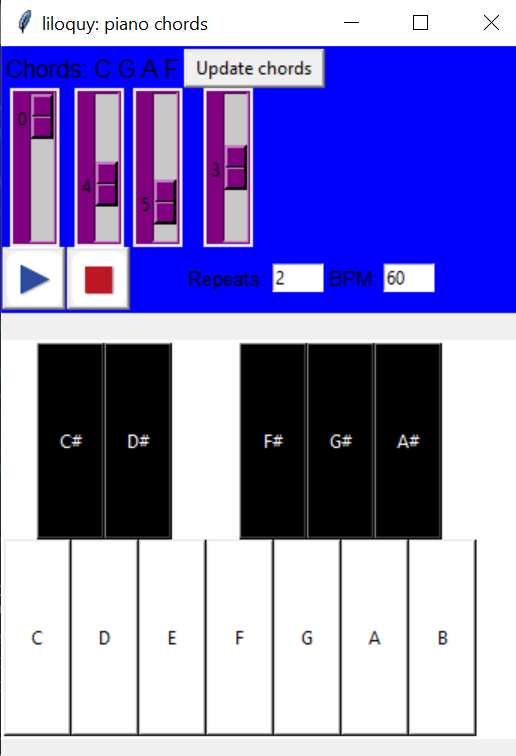 liloquy: piano chords
Chords: C G A F Update chords
0 4 5 3
Repeats: 2 BPM: 60
C# D# F# G# A#
C D E F G A B